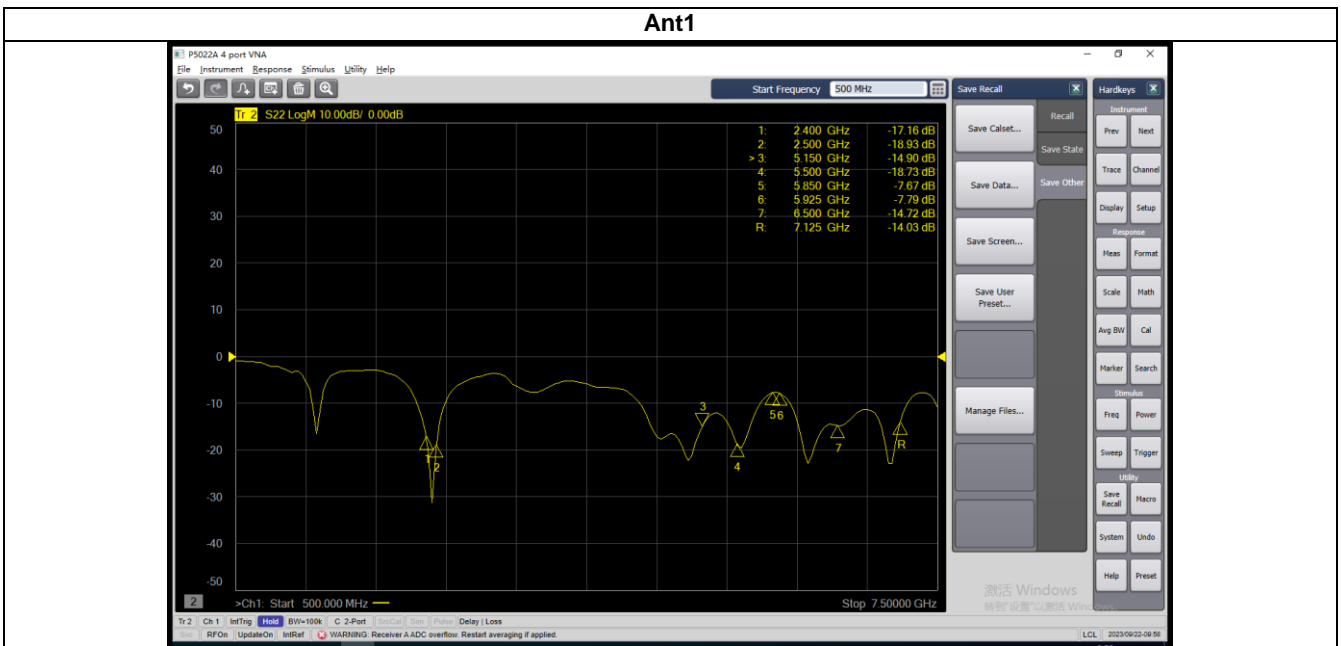 Ant1
P5022A 4 port VNA
File Instrument Response Stimulus Utility Help
Start Frequency 500 MHz
Save Recall
Hardkeys
Tr 2 S22 LogM 10.00dB/ 0.00dB
1: 2.400 GHz -17.16 dB
2: 2.500 GHz -18.93 dB
> 3: 5.150 GHz -14.90 dB
4: 5.500 GHz -18.73 dB
5: 5.850 GHz -7.67 dB
6: 5.925 GHz -7.79 dB
7: 6.500 GHz -14.72 dB
R: 7.125 GHz -14.03 dB
50
40
30
20
10
0
-10
-20
-30
-40
-50
1
2
3
4
56
7
R
2
>Ch1: Start 500.000 MHz
Stop 7.50000 GHz
Save Calset...
Save Data...
Save Screen...
Save User
Preset...
Manage Files...
Recall
Save State
Save Other
Instrument
Prev Next
Trace Channel
Display Setup
Response
Meas Format
Scale Math
Avg BW Cal
Marker Search
Stimulus
Freq Power
Sweep Trigger
Utility
Save
Recall
Macro
System Undo
Help Preset
激活 Windows
转到"设置"以激活 Windows。
Tr 2 Ch 1 IntTrig Hold BW=100k C 2-Port SrcCal Sim Pulse Delay | Loss
RFOn UpdateOn IntRef WARNING: Receiver A ADC overflow. Restart averaging if applied.
LCL 2023/09/22-09:56